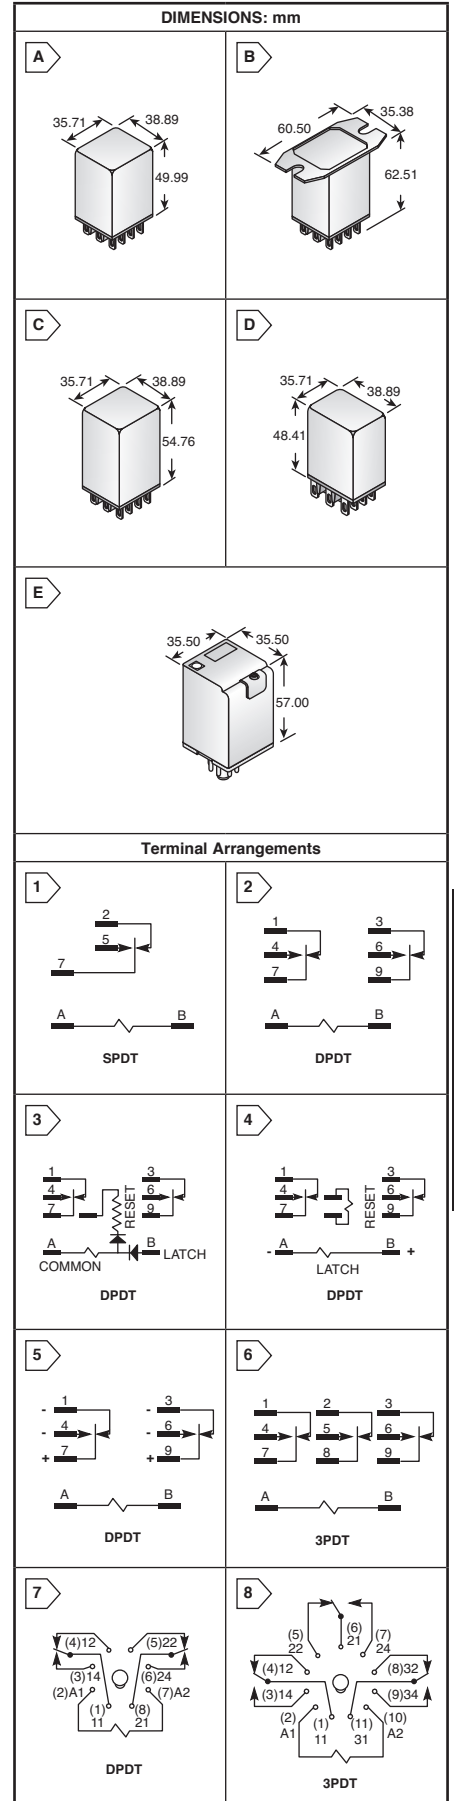 DIMENSIONS: mm
A
35.71
38.89
49.99
B
60.50
35.38
62.51
C
35.71
38.89
54.76
D
35.71
38.89
48.41
E
35.50
35.50
57.00
Terminal Arrangements
1
2
5
7
A B
SPDT
2
1 3
4 6
7 9
A B
DPDT
3
1 3
4 6
7 9
RESET
A B LATCH
COMMON
DPDT
4
1 3
4 6
7 9
RESET
- A B +
LATCH
DPDT
5
- 1 - 3
- 4 - 6
+ 7 + 9
A B
DPDT
6
1 2 3
4 5 6
7 8 9
A B
3PDT
7
(4)12 (5)22
(3)14 (6)24
(2)A1 (7)A2
(1) (8)
11 21
DPDT
8
(6)
21
(5) (7)
22 24
(4)12 (8)32
(3)14 (9)34
(2) (1) (11) (10)
A1 11 31 A2
3PDT